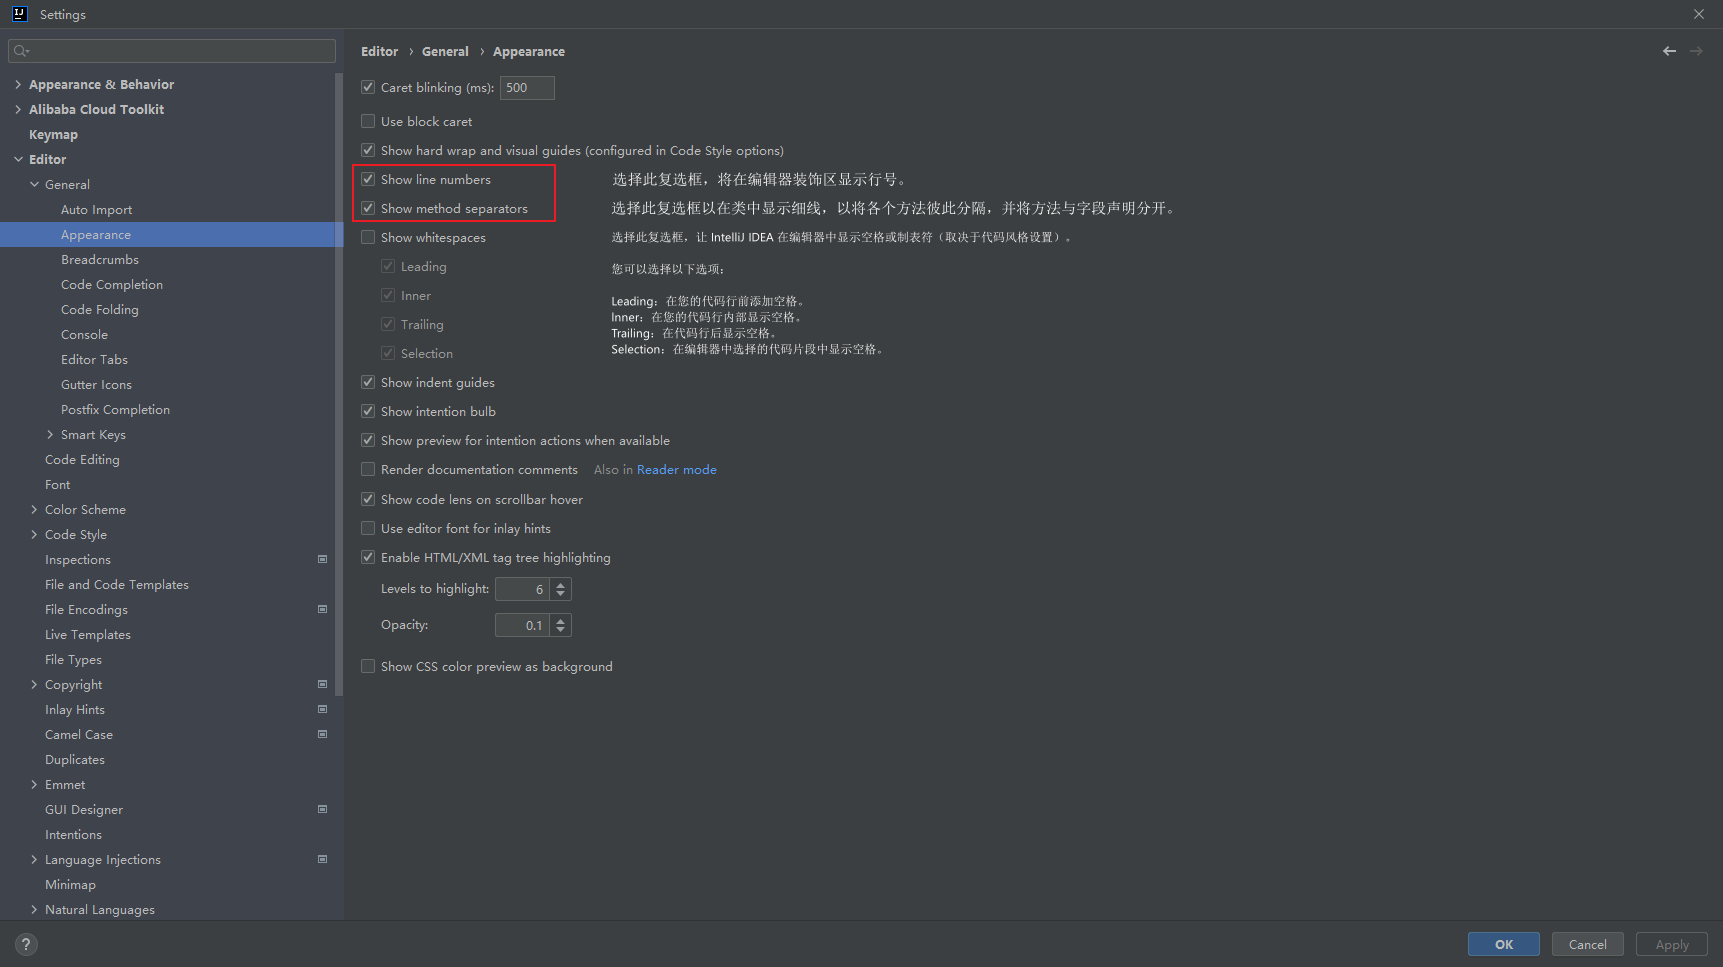 IJ Settings
Appearance & Behavior
Alibaba Cloud Toolkit
Keymap
Editor
General
Auto Import
Appearance
Breadcrumbs
Code Completion
Code Folding
Console
Editor Tabs
Gutter Icons
Postfix Completion
Smart Keys
Code Editing
Font
Color Scheme
Code Style
Inspections
File and Code Templates
File Encodings
Live Templates
File Types
Copyright
Inlay Hints
Camel Case
Duplicates
Emmet
GUI Designer
Intentions
Language Injections
Minimap
Natural Languages
Editor › General › Appearance
Caret blinking (ms): 500
Use block caret
Show hard wrap and visual guides (configured in Code Style options)
Show line numbers 选择此复选框，将在编辑器装饰区显示行号。
Show method separators 选择此复选框以在类中显示细线，以将各个方法彼此分隔，并将方法与字段声明分开。
Show whitespaces 选择此复选框，让 IntelliJ IDEA 在编辑器中显示空格或制表符（取决于代码风格设置）。
Leading 您可以选择以下选项：
Inner Leading：在您的代码行前添加空格。
Inner：在您的代码行内部显示空格。
Trailing Trailing：在代码行后显示空格。
Selection Selection：在编辑器中选择的代码片段中显示空格。
Show indent guides
Show intention bulb
Show preview for intention actions when available
Render documentation comments Also in Reader mode
Show code lens on scrollbar hover
Use editor font for inlay hints
Enable HTML/XML tag tree highlighting
Levels to highlight: 6
Opacity: 0.1
Show CSS color preview as background
? OK Cancel Apply